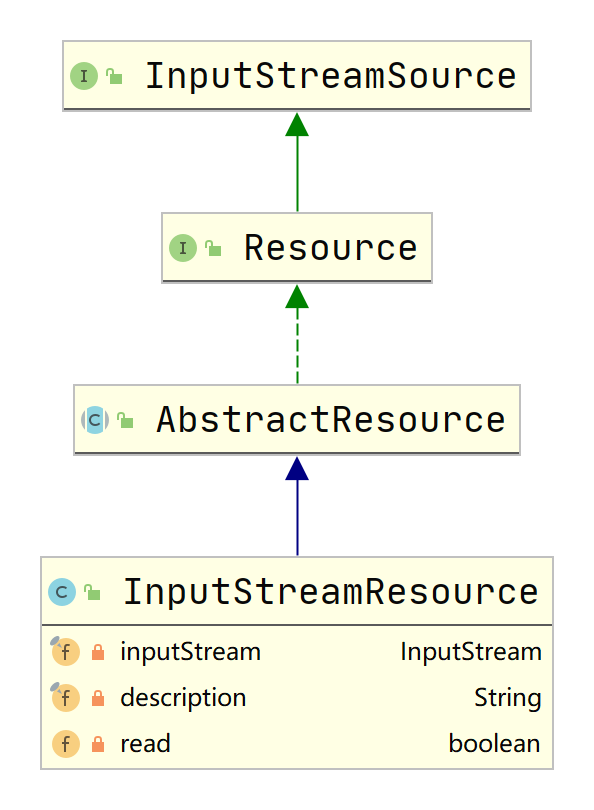 I InputStreamSource
I Resource
C AbstractResource
C InputStreamResource
f inputStream InputStream
f description String
f read boolean